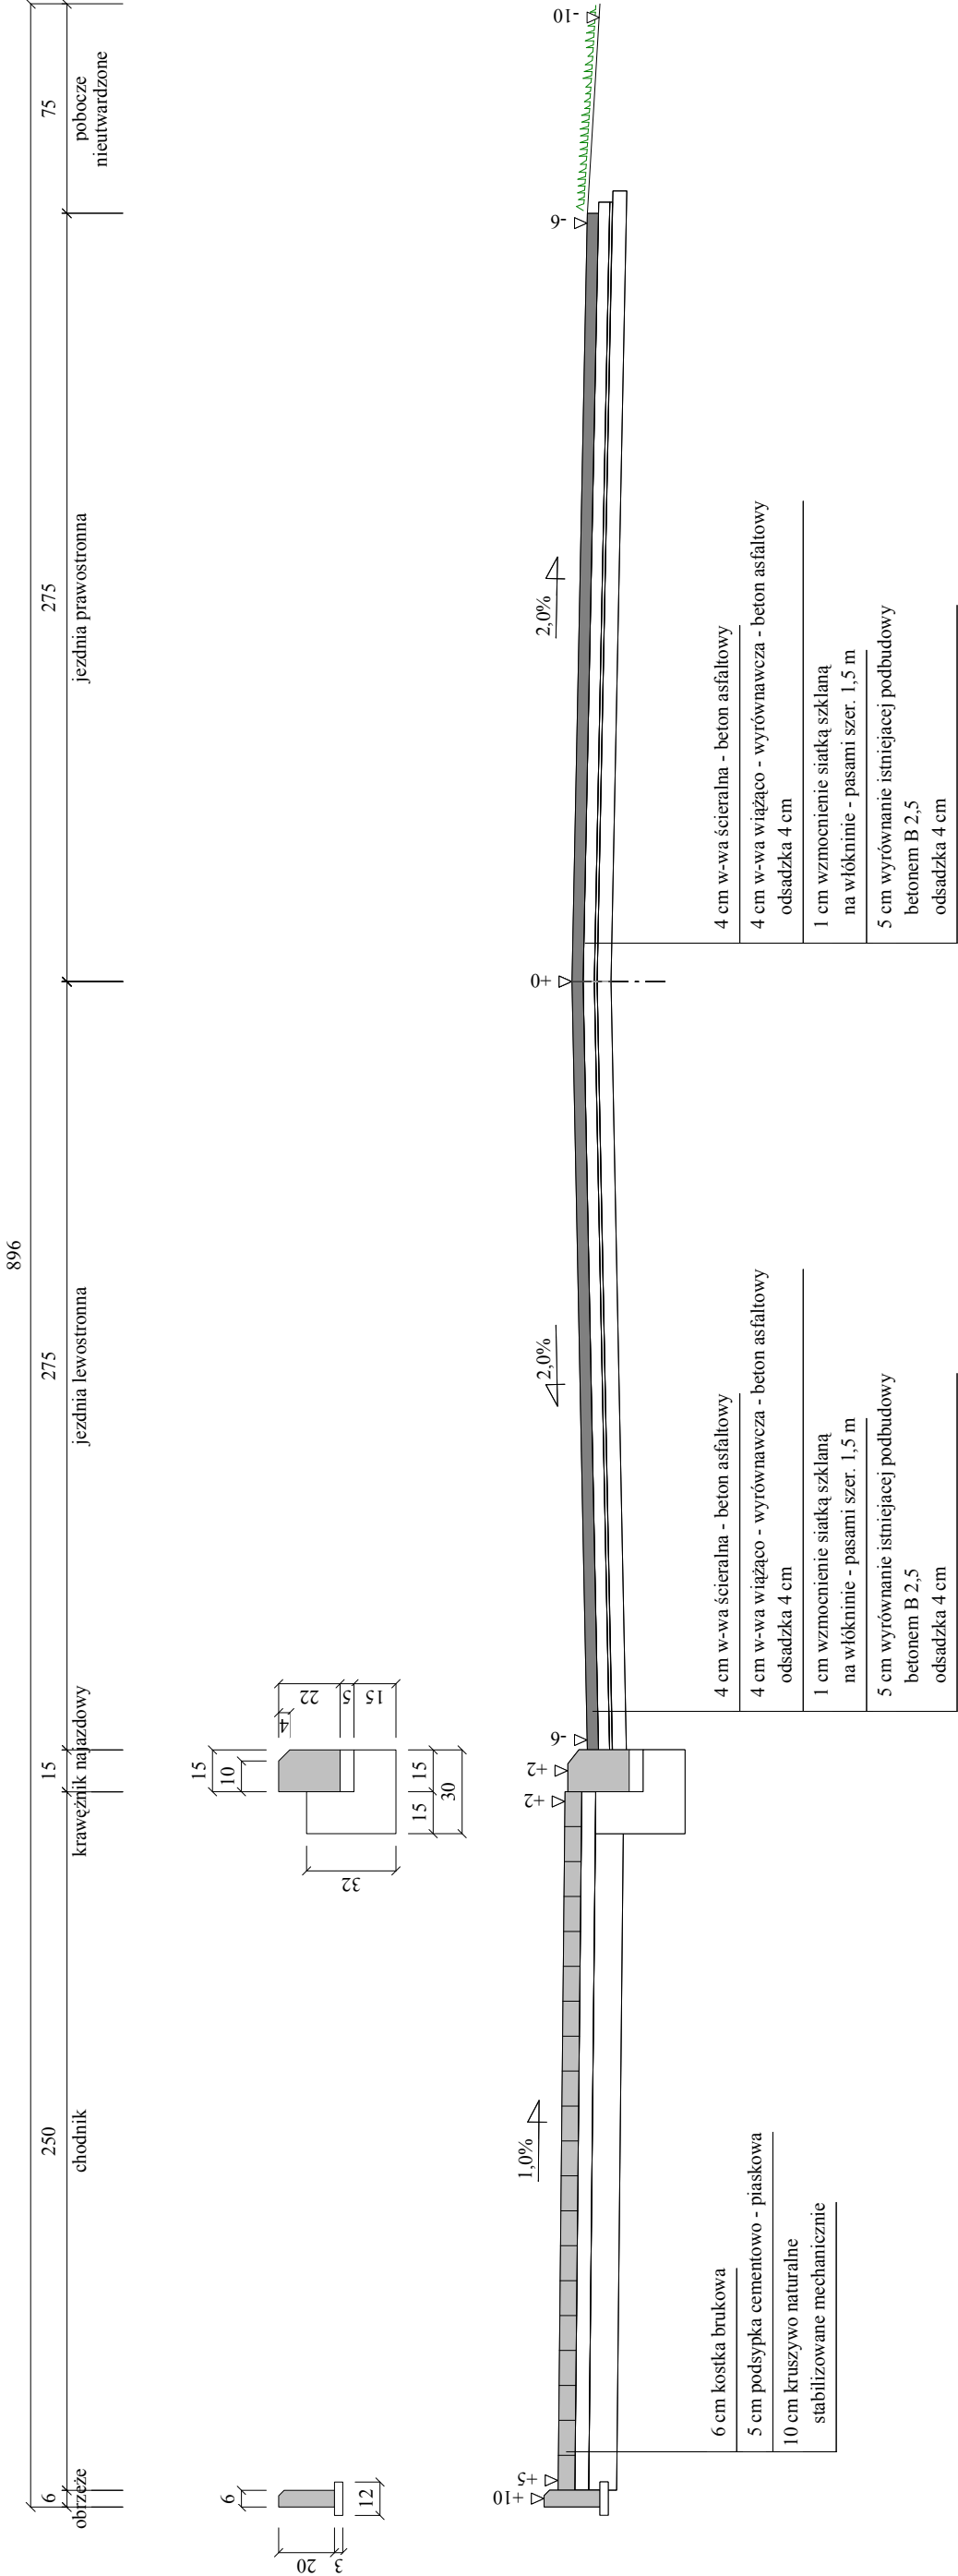 896
6
250
15
275
275
75
obrzeże
chodnik
krawężnik najazdowy
jezdnia lewostronna
jezdnia prawostronna
pobocze
nieutwardzone
6
20
3
12
15
10
4
22
5
15
15
15
30
32
+10
+5
1,0%
+2
+2
-6
2,0%
+0
2,0%
-6
-10
6 cm kostka brukowa
5 cm podsypka cementowo - piaskowa
10 cm kruszywo naturalne
stabilizowane mechanicznie
4 cm w-wa ścieralna - beton asfaltowy
4 cm w-wa wiążąco - wyrównawcza - beton asfaltowy
odsadzka 4 cm
1 cm wzmocnienie siatką szklaną
na włókninie - pasami szer. 1,5 m
5 cm wyrównanie istniejacej podbudowy
betonem B 2,5
odsadzka 4 cm
4 cm w-wa ścieralna - beton asfaltowy
4 cm w-wa wiążąco - wyrównawcza - beton asfaltowy
odsadzka 4 cm
1 cm wzmocnienie siatką szklaną
na włókninie - pasami szer. 1,5 m
5 cm wyrównanie istniejacej podbudowy
betonem B 2,5
odsadzka 4 cm